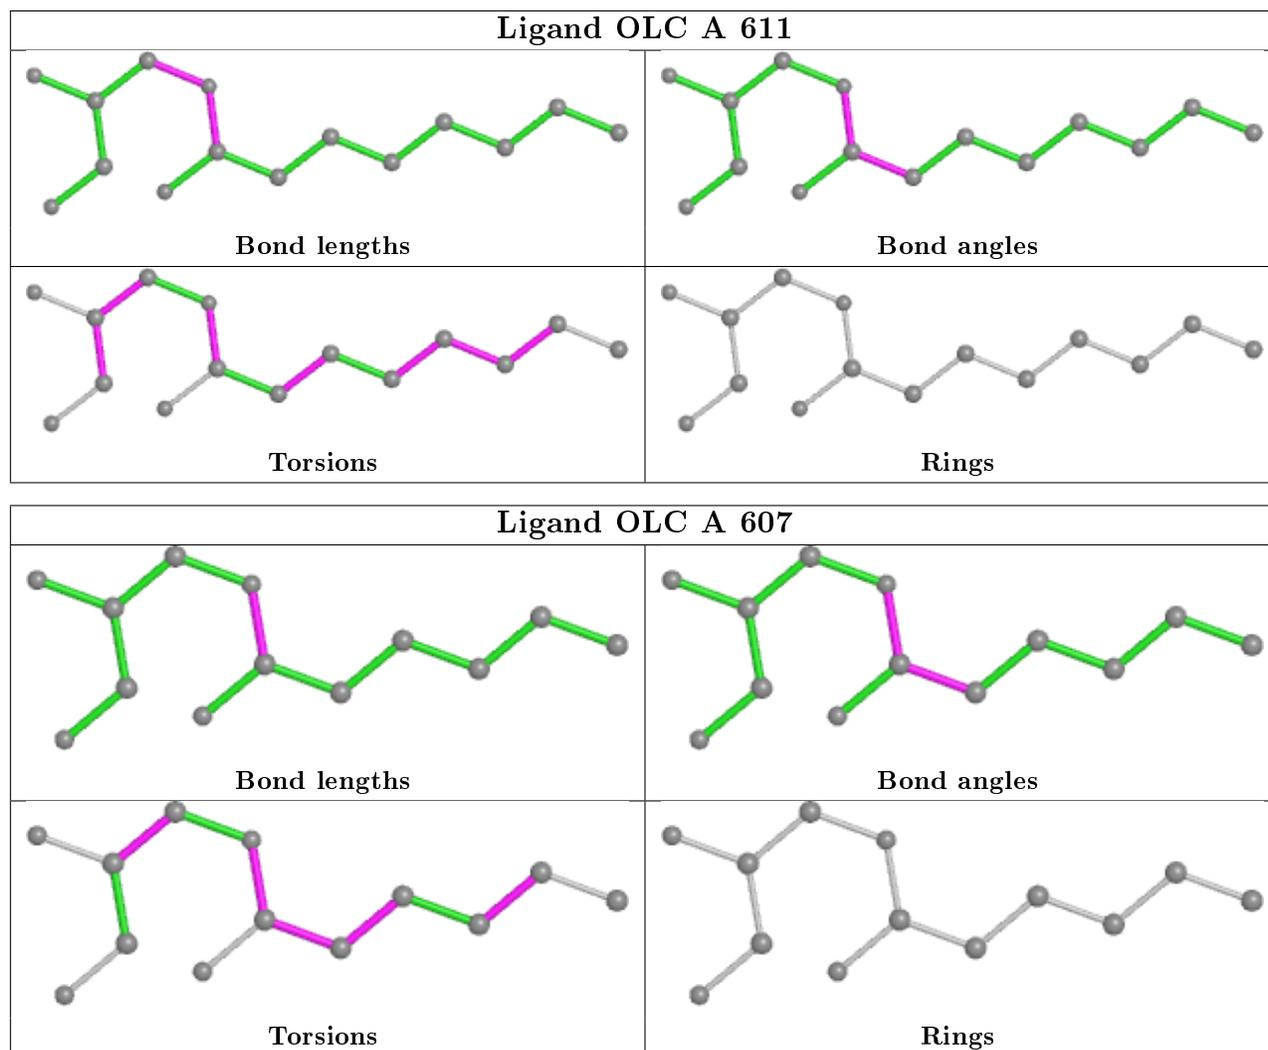 Ligand OLC A 611
Bond lengths
Bond angles
Torsions
Rings
Ligand OLC A 607
Bond lengths
Bond angles
Torsions
Rings